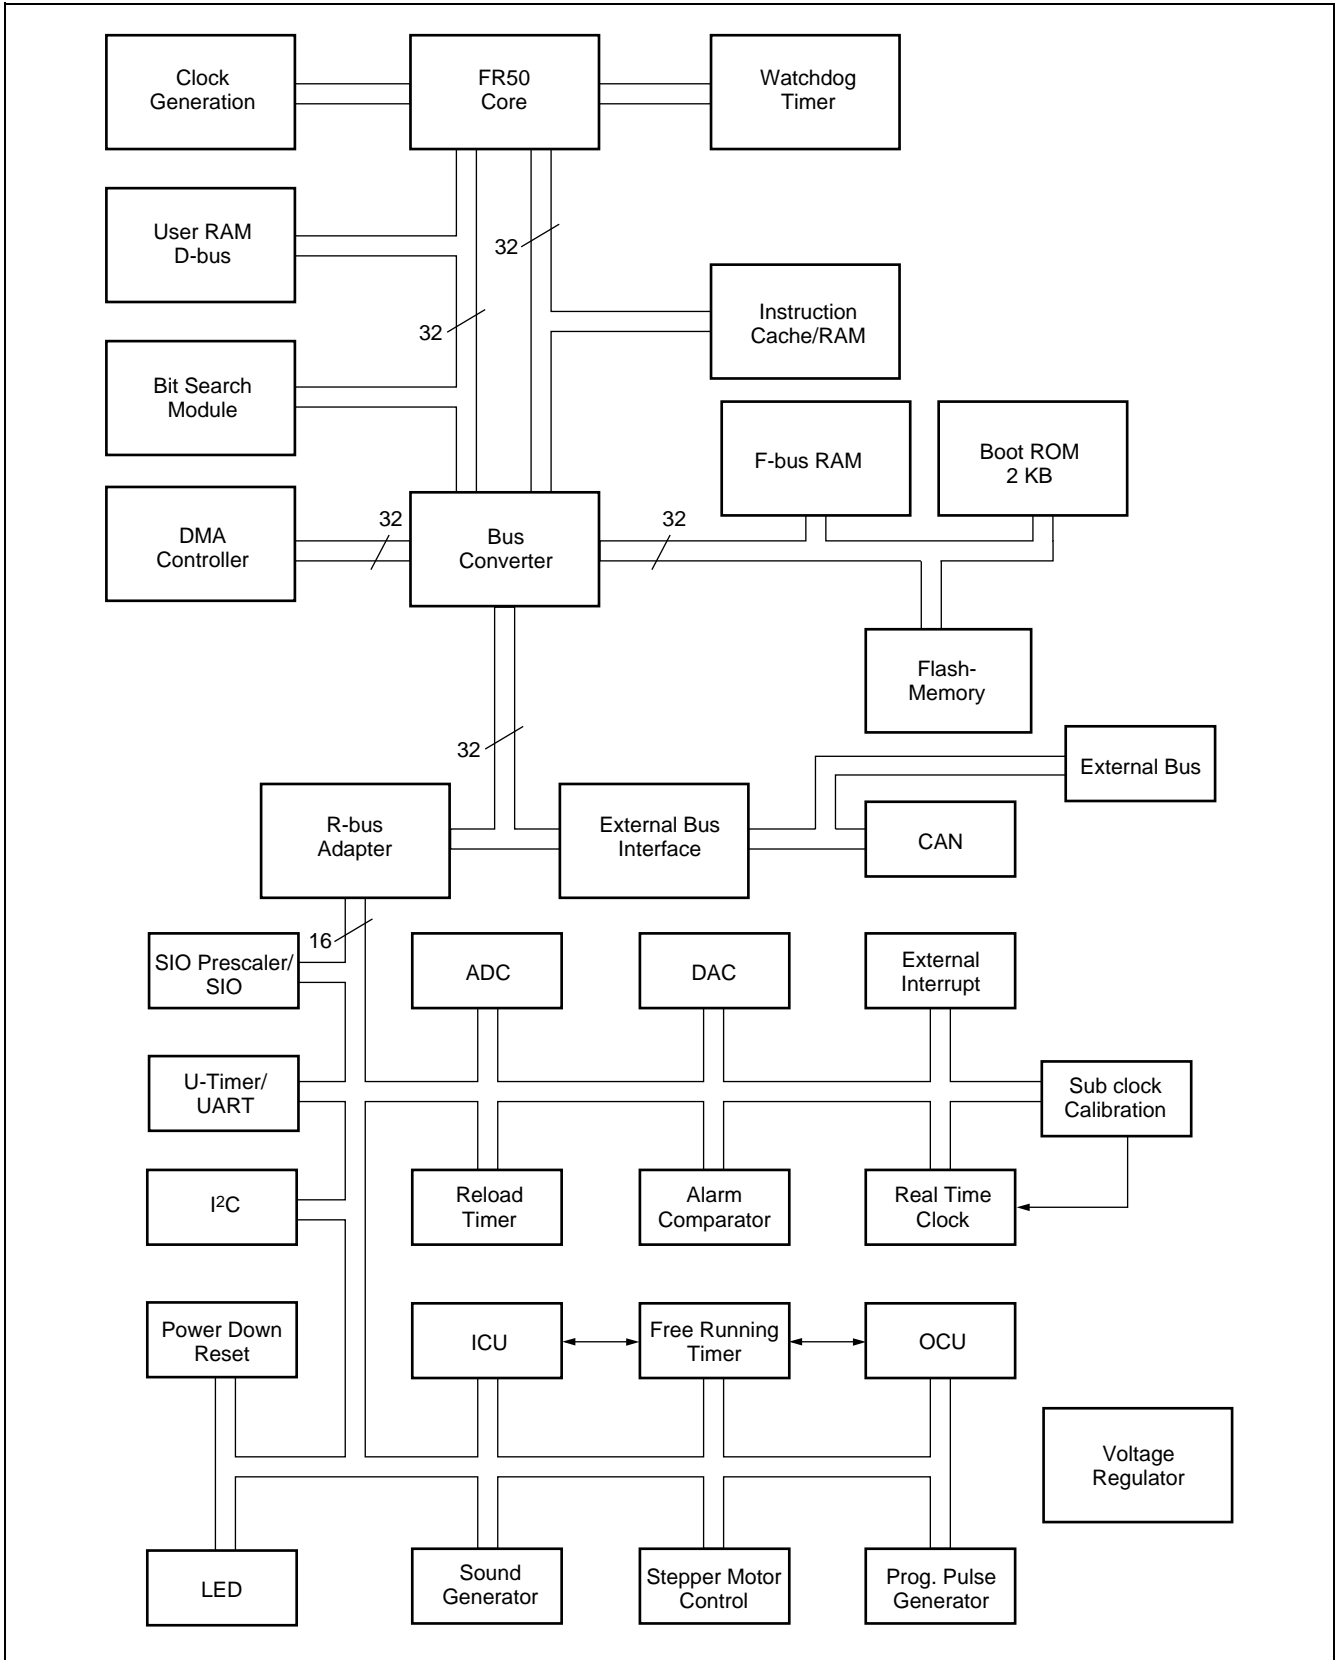 Clock
Generation
FR50
Core
Watchdog
Timer
User RAM
D-bus
32
Instruction
Cache/RAM
32
Bit Search
Module
F-bus RAM
Boot ROM
2 KB
DMA
Controller
32
Bus
Converter
32
Flash-
Memory
32
External Bus
R-bus
Adapter
External Bus
Interface
CAN
16
SIO Prescaler/
SIO
ADC
DAC
External
Interrupt
U-Timer/
UART
Sub clock
Calibration
I²C
Reload
Timer
Alarm
Comparator
Real Time
Clock
Power Down
Reset
ICU
Free Running
Timer
OCU
Voltage
Regulator
LED
Sound
Generator
Stepper Motor
Control
Prog. Pulse
Generator